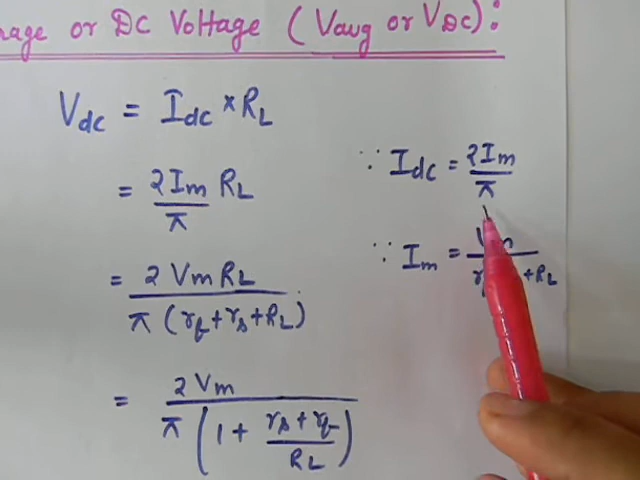 or DC Voltage (Vavg or VDC):
Vdc = Idc × RL
= 2Im/π RL
∵ Idc = 2Im/π
= 2 Vm RL / π (rf + rs + RL)
∵ Im = + RL
= 2 Vm / π (1 + rs + rf / RL)